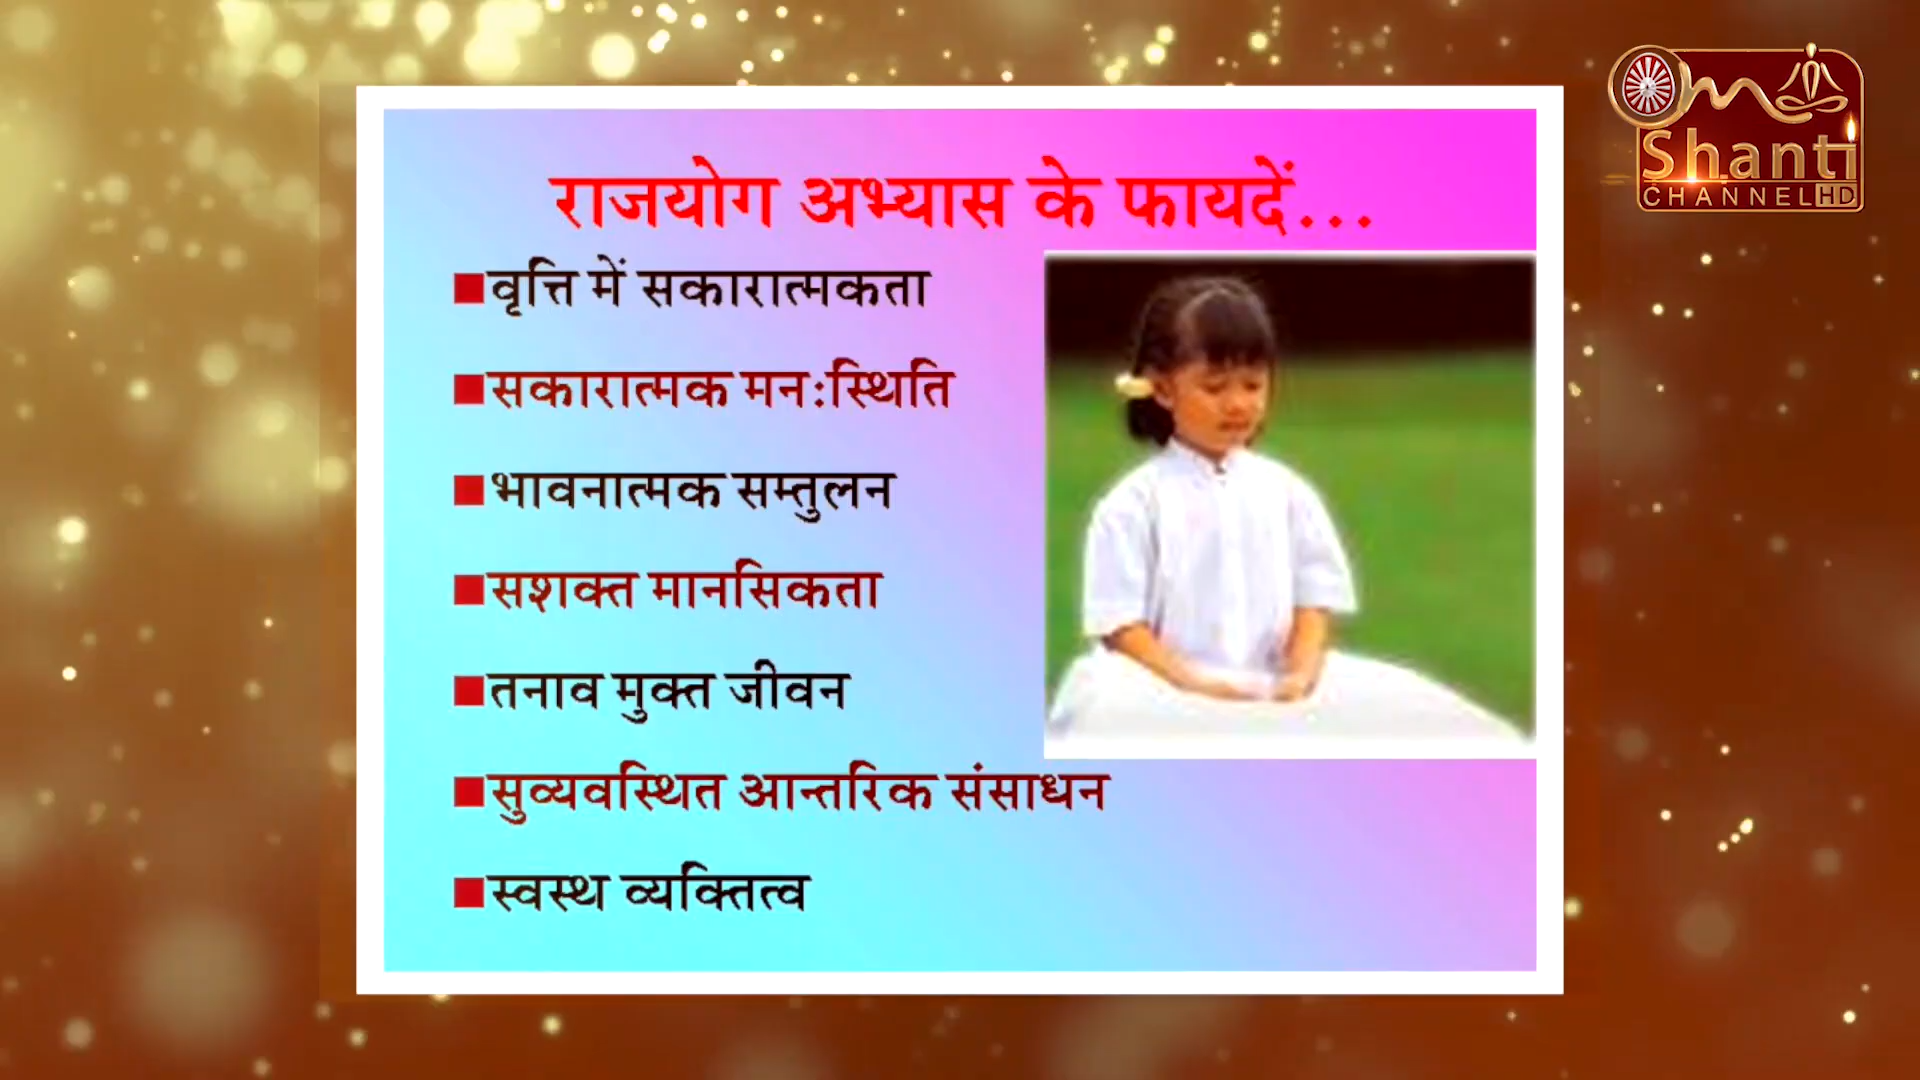 Om
Shanti
CHANNEL HD
राजयोग अभ्यास के फायदें...
वृत्ति में सकारात्मकता
सकारात्मक मनःस्थिति
भावनात्मक सम्तुलन
सशक्त मानसिकता
तनाव मुक्त जीवन
सुव्यवस्थित आन्तरिक संसाधन
स्वस्थ व्यक्तित्व